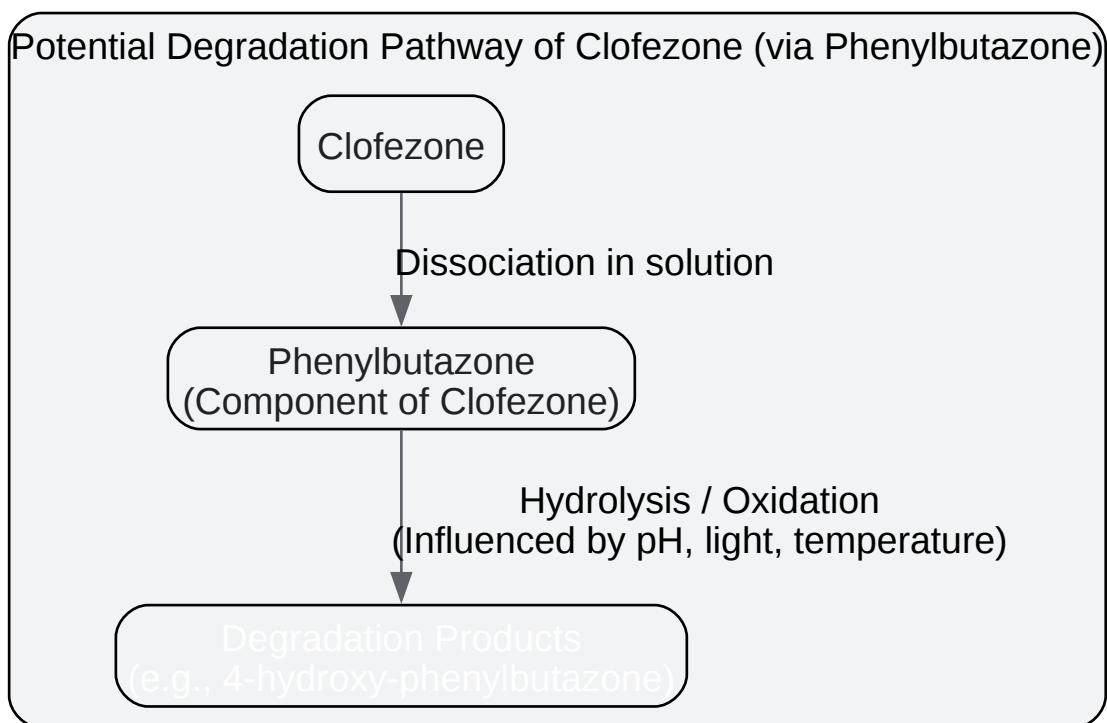 Potential Degradation Pathway of Clofezone (via Phenylbutazone)
Clofezone
Dissociation in solution
Phenylbutazone
(Component of Clofezone)
Hydrolysis / Oxidation
(Influenced by pH, light, temperature)
Degradation Products
(e.g., 4-hydroxy-phenylbutazone)